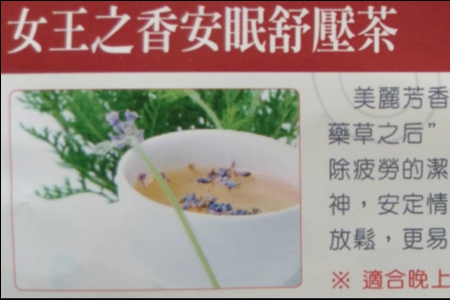 女王之香安眠舒壓茶
美麗芳香
藥草之后”
除疲勞的潔
神，安定情
放鬆，更易
※ 適合晚上